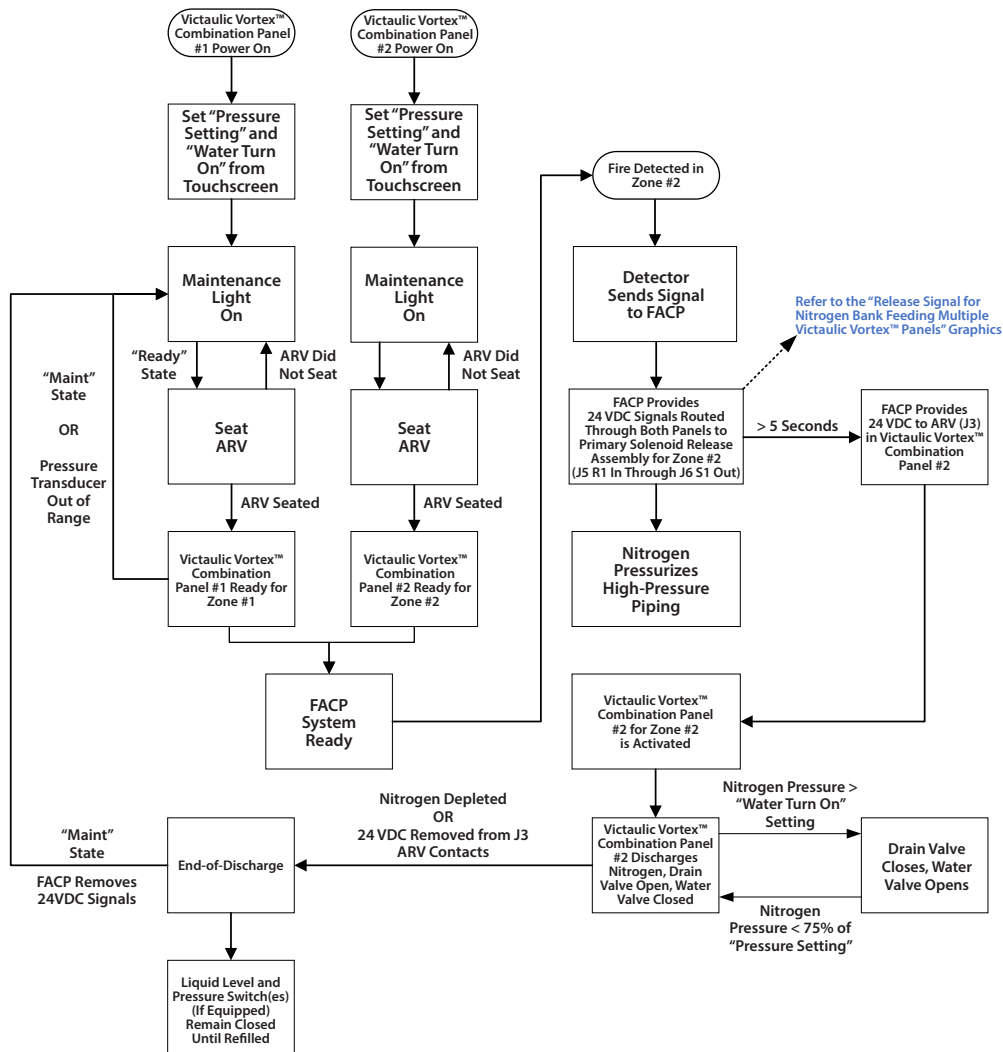 Victaulic Vortex™
Combination Panel
#1 Power On
Victaulic Vortex™
Combination Panel
#2 Power On
Set “Pressure
Setting” and
“Water Turn
On” from
Touchscreen
Set “Pressure
Setting” and
“Water Turn
On” from
Touchscreen
Fire Detected in
Zone #2
Maintenance
Light
On
Maintenance
Light
On
Detector
Sends Signal
to FACP
Refer to the “Release Signal for
Nitrogen Bank Feeding Multiple
Victaulic Vortex™ Panels” Graphics
“Ready”
State
ARV Did
Not Seat
ARV Did
Not Seat
“Maint”
State
OR
Pressure
Transducer
Out of
Range
Seat
ARV
Seat
ARV
FACP Provides
24 VDC Signals Routed
Through Both Panels to
Primary Solenoid Release
Assembly for Zone #2
(J5 R1 In Through J6 S1 Out)
> 5 Seconds
FACP Provides
24 VDC to ARV (J3)
in Victaulic Vortex™
Combination
Panel #2
ARV Seated
ARV Seated
Victaulic Vortex™
Combination
Panel #1 Ready for
Zone #1
Victaulic Vortex™
Combination
Panel #2 Ready for
Zone #2
Nitrogen
Pressurizes
High-Pressure
Piping
FACP
System
Ready
Victaulic Vortex™
Combination Panel
#2 for Zone #2
is Activated
Nitrogen Depleted
OR
24 VDC Removed from J3
ARV Contacts
Nitrogen Pressure >
“Water Turn On”
Setting
“Maint”
State
FACP Removes
24VDC Signals
End-of-Discharge
Victaulic Vortex™
Combination Panel
#2 Discharges
Nitrogen, Drain
Valve Open, Water
Valve Closed
Drain Valve
Closes, Water
Valve Opens
Nitrogen
Pressure < 75% of
“Pressure Setting”
Liquid Level and
Pressure Switch(es)
(If Equipped)
Remain Closed
Until Refilled